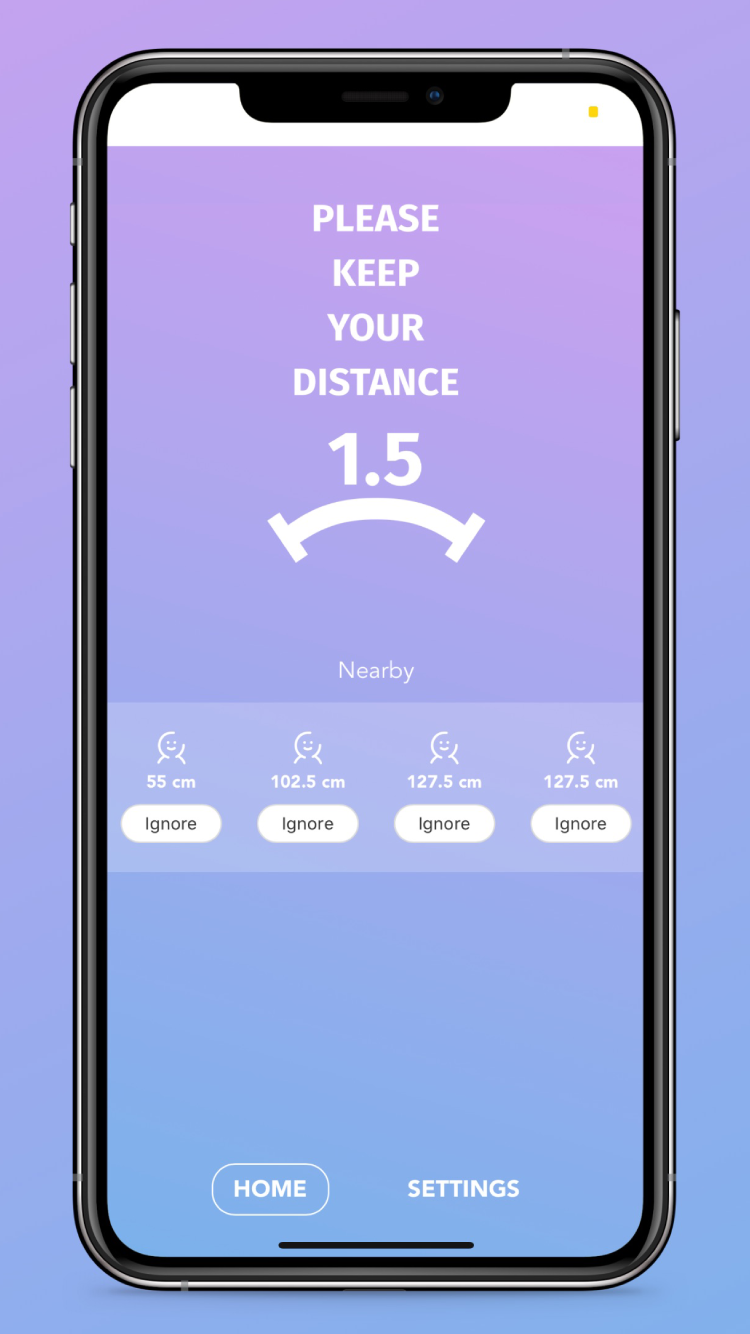 PLEASE
KEEP
YOUR
DISTANCE
1.5
Nearby
55 cm 102.5 cm 127.5 cm 127.5 cm
Ignore Ignore Ignore Ignore
HOME SETTINGS